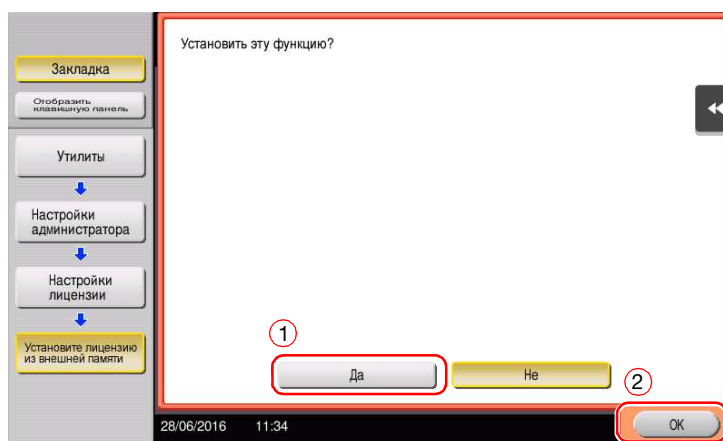 Установить эту функцию?
Закладка
Отобразить
клавишную панель
Утилиты
Настройки
администратора
Настройки
лицензии
Установите лицензию
из внешней памяти
1
Да
Не
2
OK
28/06/2016 11:34